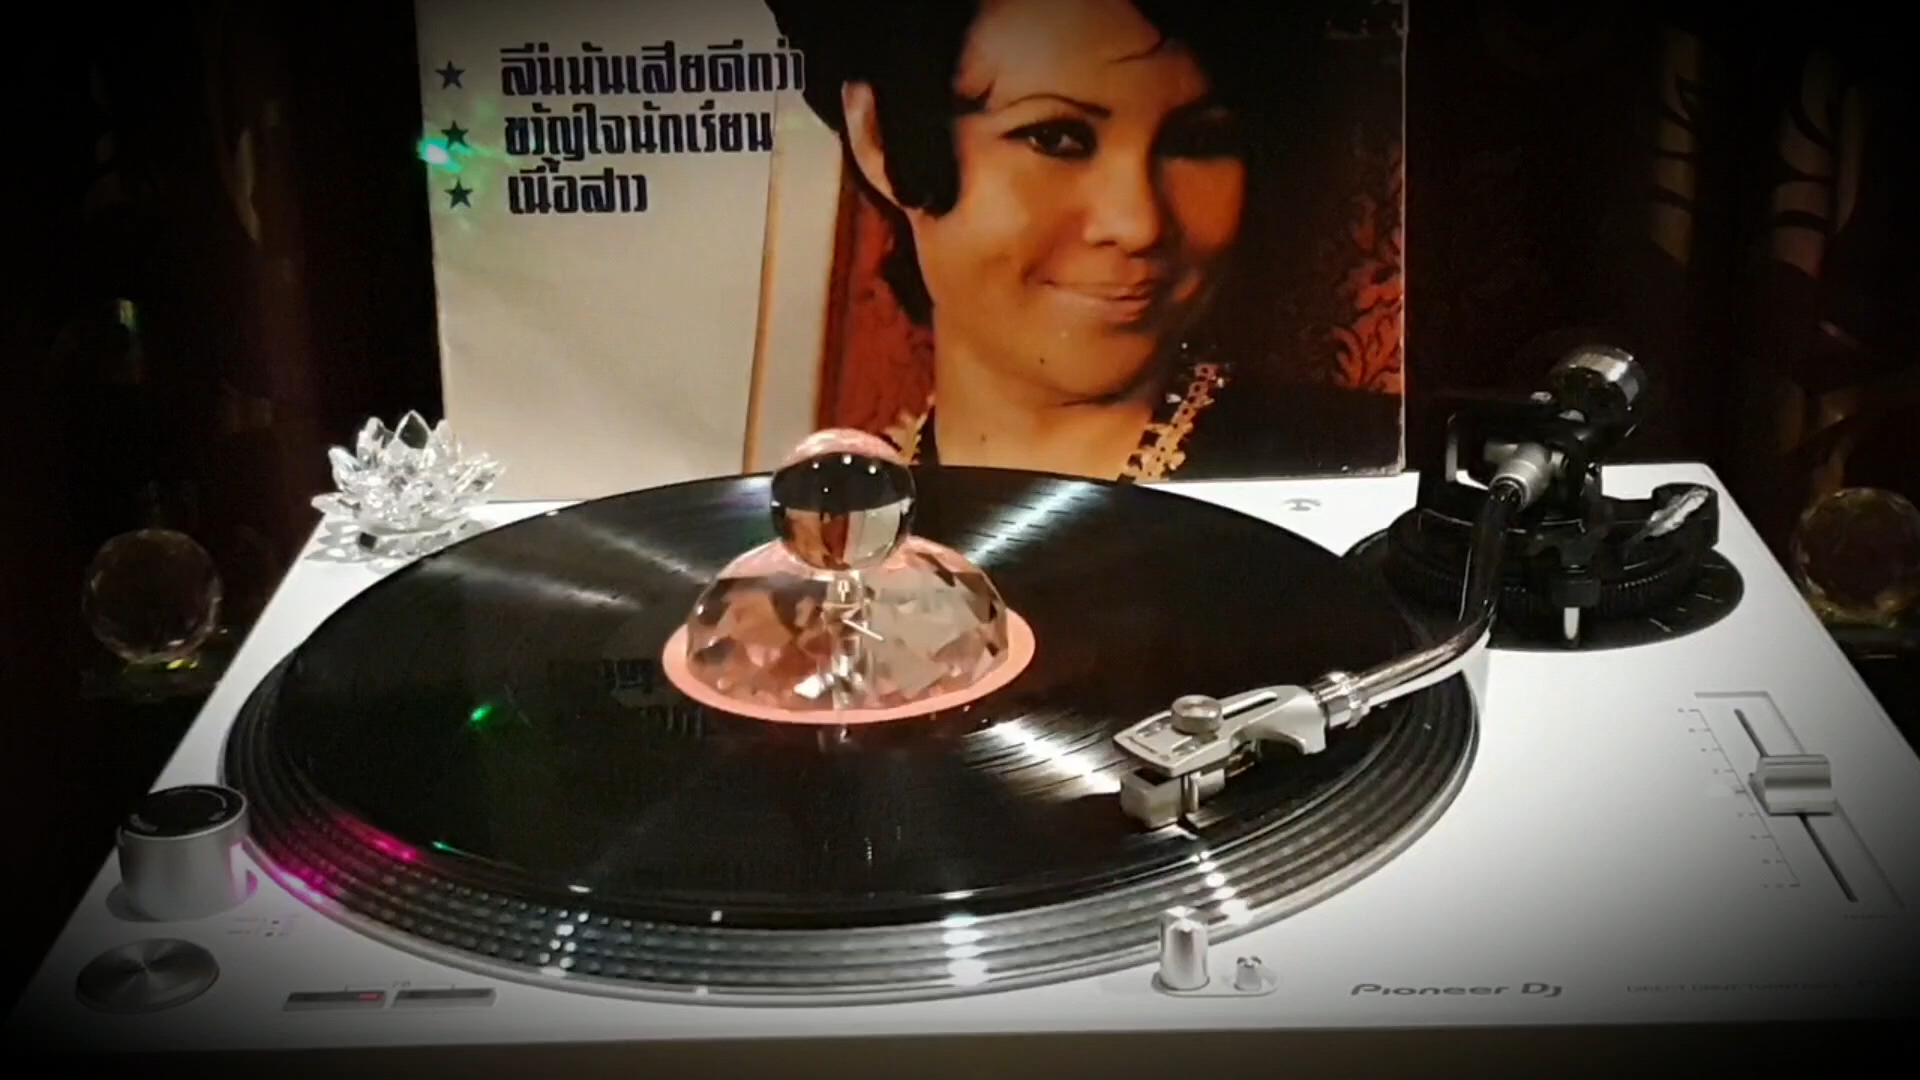 ★ ลืมมันเสียดีกว่า
★ ขวัญใจนักเรียน
★ เนื้อสาว
Pioneer Dj